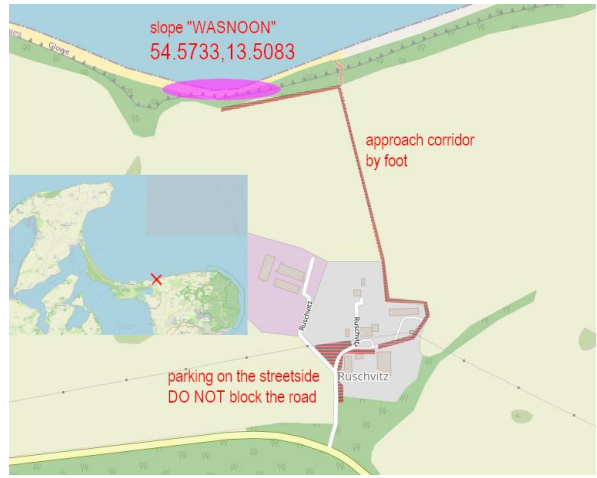 slope "WASNOON"
54.5733,13.5083
Glowe
approach corridor
by foot
Ruschvitz
Ruschvitz
Ruschvitz
parking on the streetside
DO NOT block the road